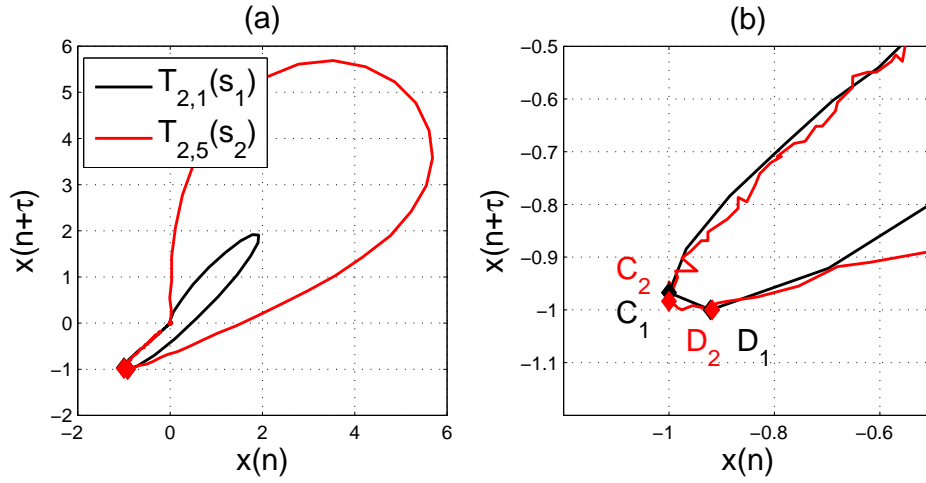 (a)
6
5
4
3
2
1
0
−1
−2
−2
0
2
4
6
x(n)
x(n+τ)
T2,1(s1)
T2,5(s2)
(b)
−0.5
−0.6
−0.7
−0.8
−0.9
−1
−1.1
−1
−0.8
−0.6
x(n)
x(n+τ)
C2
C1
D2
D1